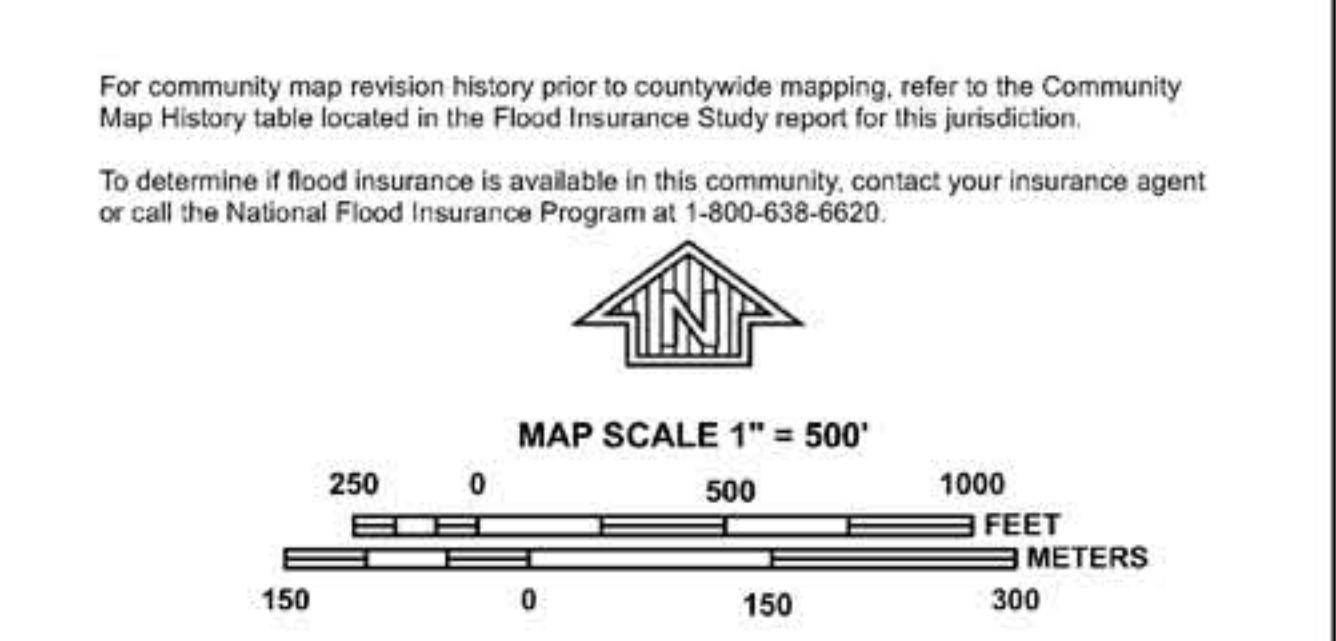 For community map revision history prior to countywide mapping, refer to the Community
Map History table located in the Flood Insurance Study report for this jurisdiction.
To determine if flood insurance is available in this community, contact your insurance agent
or call the National Flood Insurance Program at 1-800-638-6620.
N
MAP SCALE 1" = 500'
250 0 500 1000
FEET
METERS
150 0 150 300